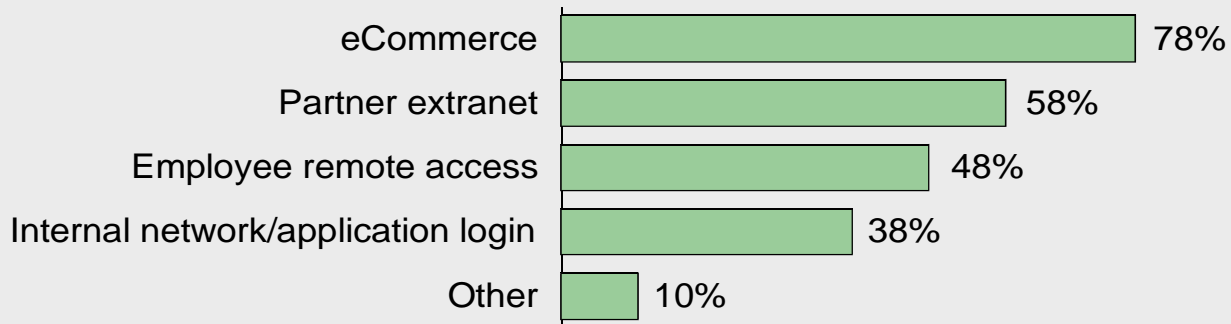 eCommerce 78%
Partner extranet 58%
Employee remote access 48%
Internal network/application login 38%
Other 10%